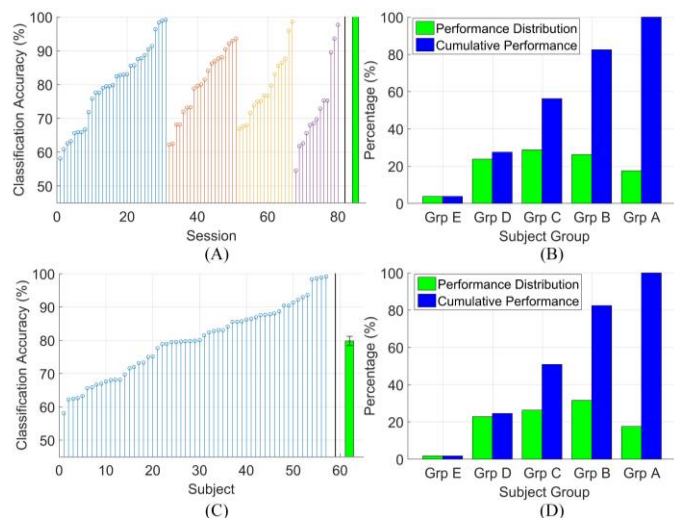 Classification Accuracy (%)
100
90
80
70
60
50
0
20
40
60
80
Session
(A)
Percentage (%)
100
80
60
40
20
0
Performance Distribution
Cumulative Performance
Grp E
Grp D
Grp C
Grp B
Grp A
Subject Group
(B)
Classification Accuracy (%)
100
90
80
70
60
50
0
10
20
30
40
50
60
Subject
(C)
Percentage (%)
100
80
60
40
20
0
Performance Distribution
Cumulative Performance
Grp E
Grp D
Grp C
Grp B
Grp A
Subject Group
(D)